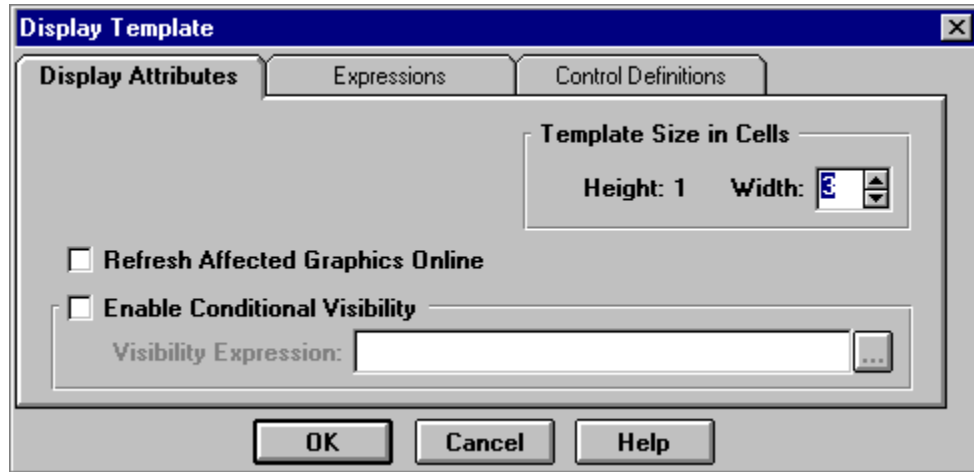 Display Template
Display Attributes Expressions Control Definitions
Template Size in Cells
Height: 1 Width: 3
Refresh Affected Graphics Online
Enable Conditional Visibility
Visibility Expression: ...
OK Cancel Help